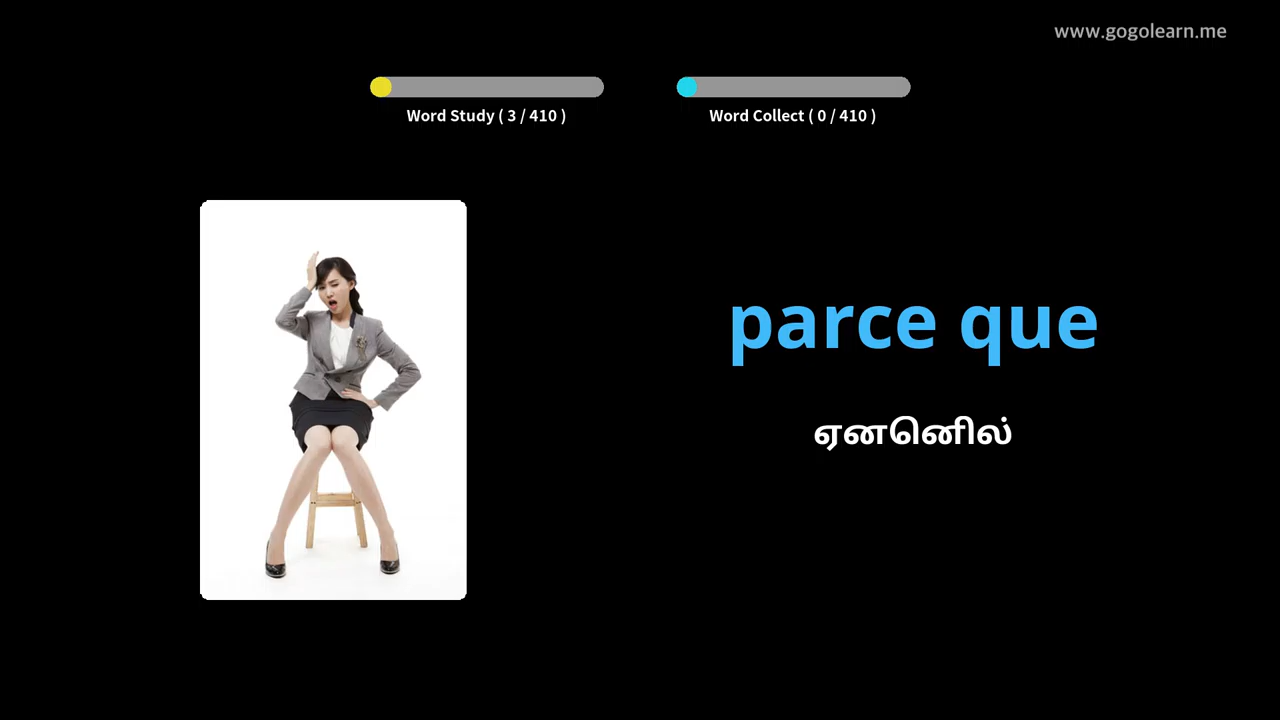 www.gogolearn.me
Word Study ( 3 / 410 )
Word Collect ( 0 / 410 )
parce que
ஏனெனில்